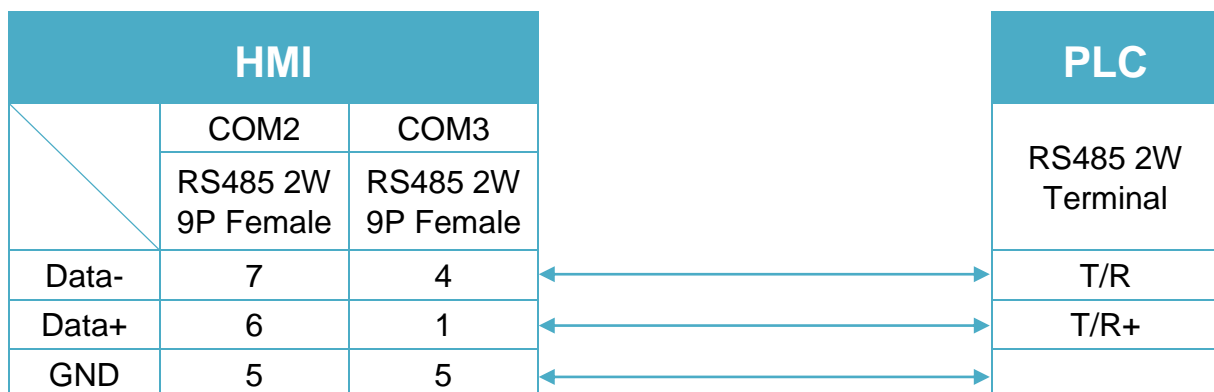 HMI PLC
COM2 COM3
RS485 2W
9P Female
RS485 2W
9P Female
RS485 2W
Terminal
Data- 7 4 T/R
Data+ 6 1 T/R+
GND 5 5